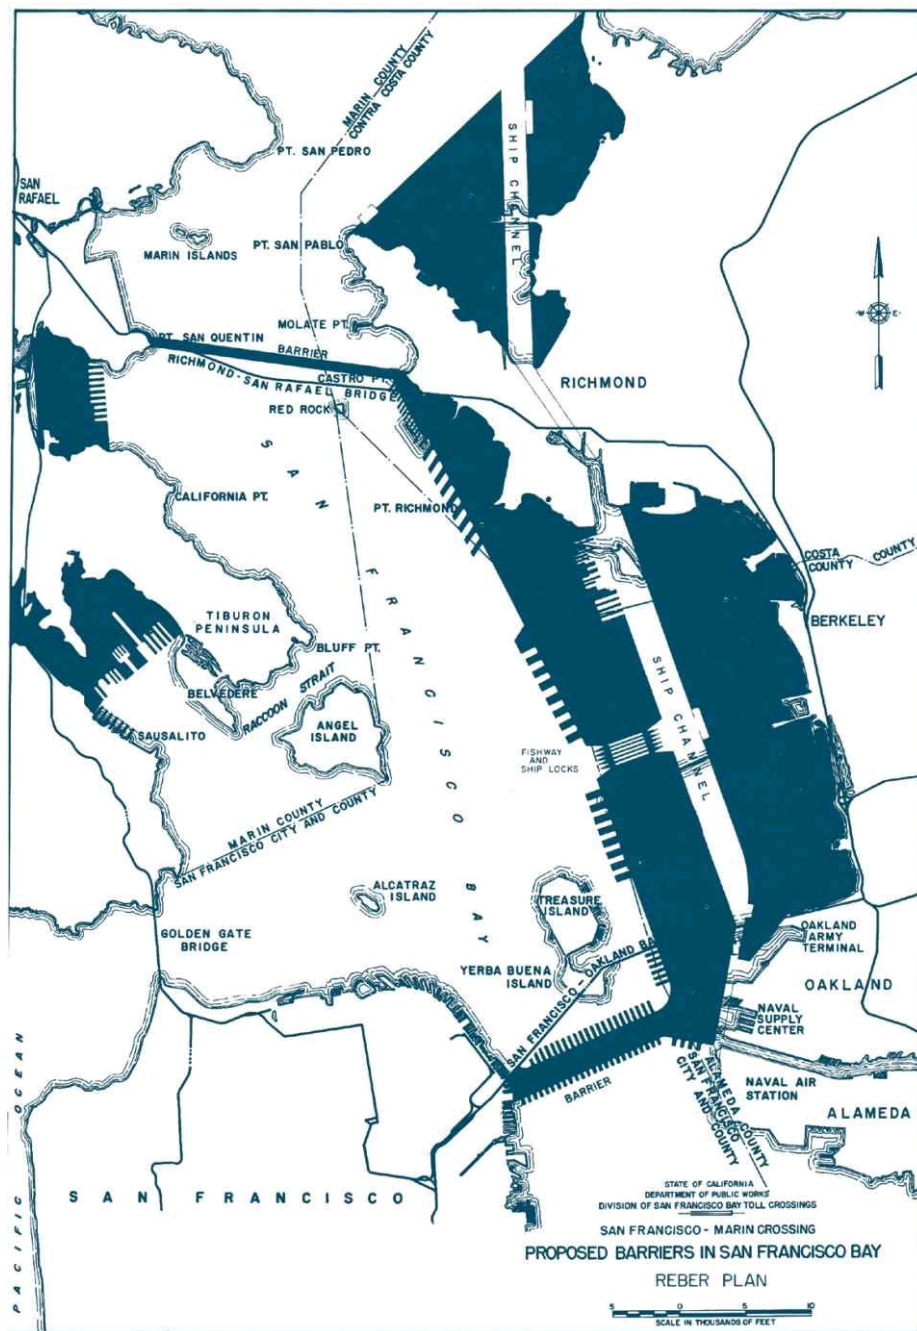 MARIN COUNTY
CONTRA COSTA COUNTY
PT. SAN PEDRO
SHIP CHANNEL
SAN
RAFAEL
MARIN ISLANDS
PT. SAN PABLO
W
E
MOLATE PT.
PT. SAN QUENTIN
BARRIER
RICHMOND-SAN RAFAEL BRIDGE
CASTRO PT.
RICHMOND
RED ROCK
SAN FRANCISCO BAY
CALIFORNIA PT.
PT. RICHMOND
COSTA
COUNTY COUNTY
TIBURON
PENINSULA
BERKELEY
BLUFF PT.
BELVEDERE
RACCOON STRAIT
SHIP CHANNEL
ANGEL
ISLAND
SAUSALITO
FISHWAY
AND
SHIP LOCKS
MARIN COUNTY
SAN FRANCISCO CITY AND COUNTY
ALCATRAZ
ISLAND
TREASURE
ISLAND
GOLDEN GATE
BRIDGE
OAKLAND
ARMY
TERMINAL
YERBA BUENA
ISLAND
SAN FRANCISCO - OAKLAND BA
OAKLAND
NAVAL
SUPPLY
CENTER
BARRIER
ALAMEDA COUNTY
SAN FRANCISCO
CITY AND COUNTY
NAVAL AIR
STATION
ALAMEDA
PACIFIC OCEAN
SAN FRANCISCO
STATE OF CALIFORNIA
DEPARTMENT OF PUBLIC WORKS
DIVISION OF SAN FRANCISCO BAY TOLL CROSSINGS
SAN FRANCISCO - MARIN CROSSING
PROPOSED BARRIERS IN SAN FRANCISCO BAY
REBER PLAN
5 0 5 10
SCALE IN THOUSANDS OF FEET